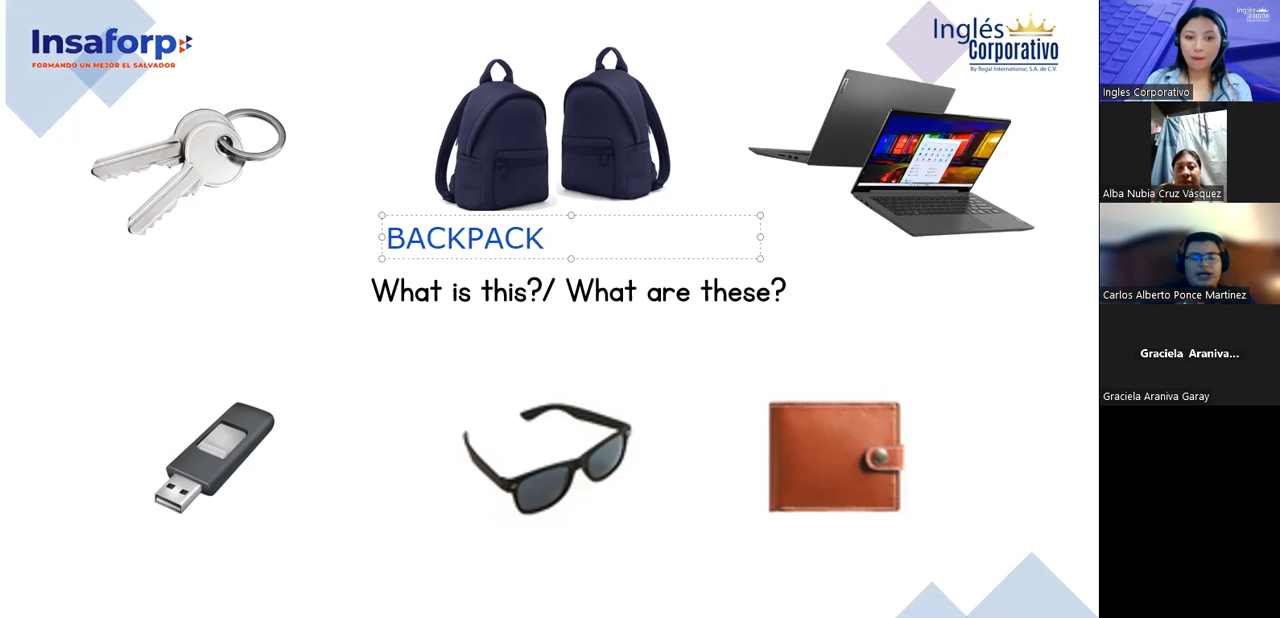 Insaforp
FORMANDO UN MEJOR EL SALVADOR
Inglés
Corporativo
By Regal International, S.A. de C.V.
BACKPACK
What is this?/ What are these?
Ingles Corporativo
Alba Nubia Cruz Vásquez
Carlos Alberto Ponce Martinez
Graciela Araniva...
Graciela Araniva Garay